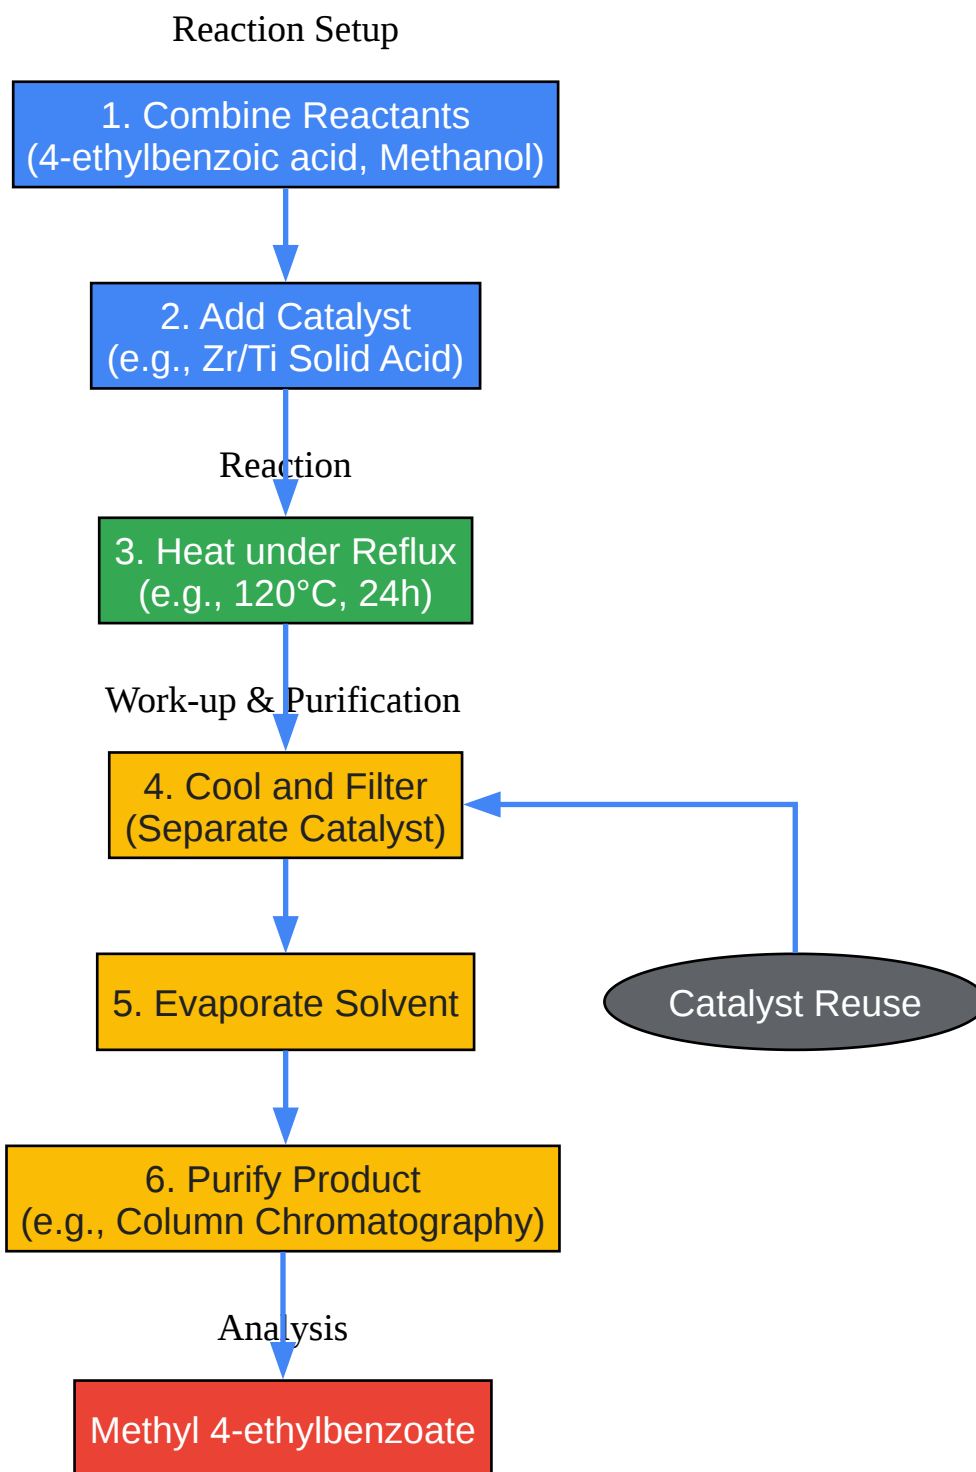 Reaction Setup
1. Combine Reactants
(4-ethylbenzoic acid, Methanol)
2. Add Catalyst
(e.g., Zr/Ti Solid Acid)
Reaction
3. Heat under Reflux
(e.g., 120°C, 24h)
Work-up & Purification
4. Cool and Filter
(Separate Catalyst)
5. Evaporate Solvent
Catalyst Reuse
6. Purify Product
(e.g., Column Chromatography)
Analysis
Methyl 4-ethylbenzoate